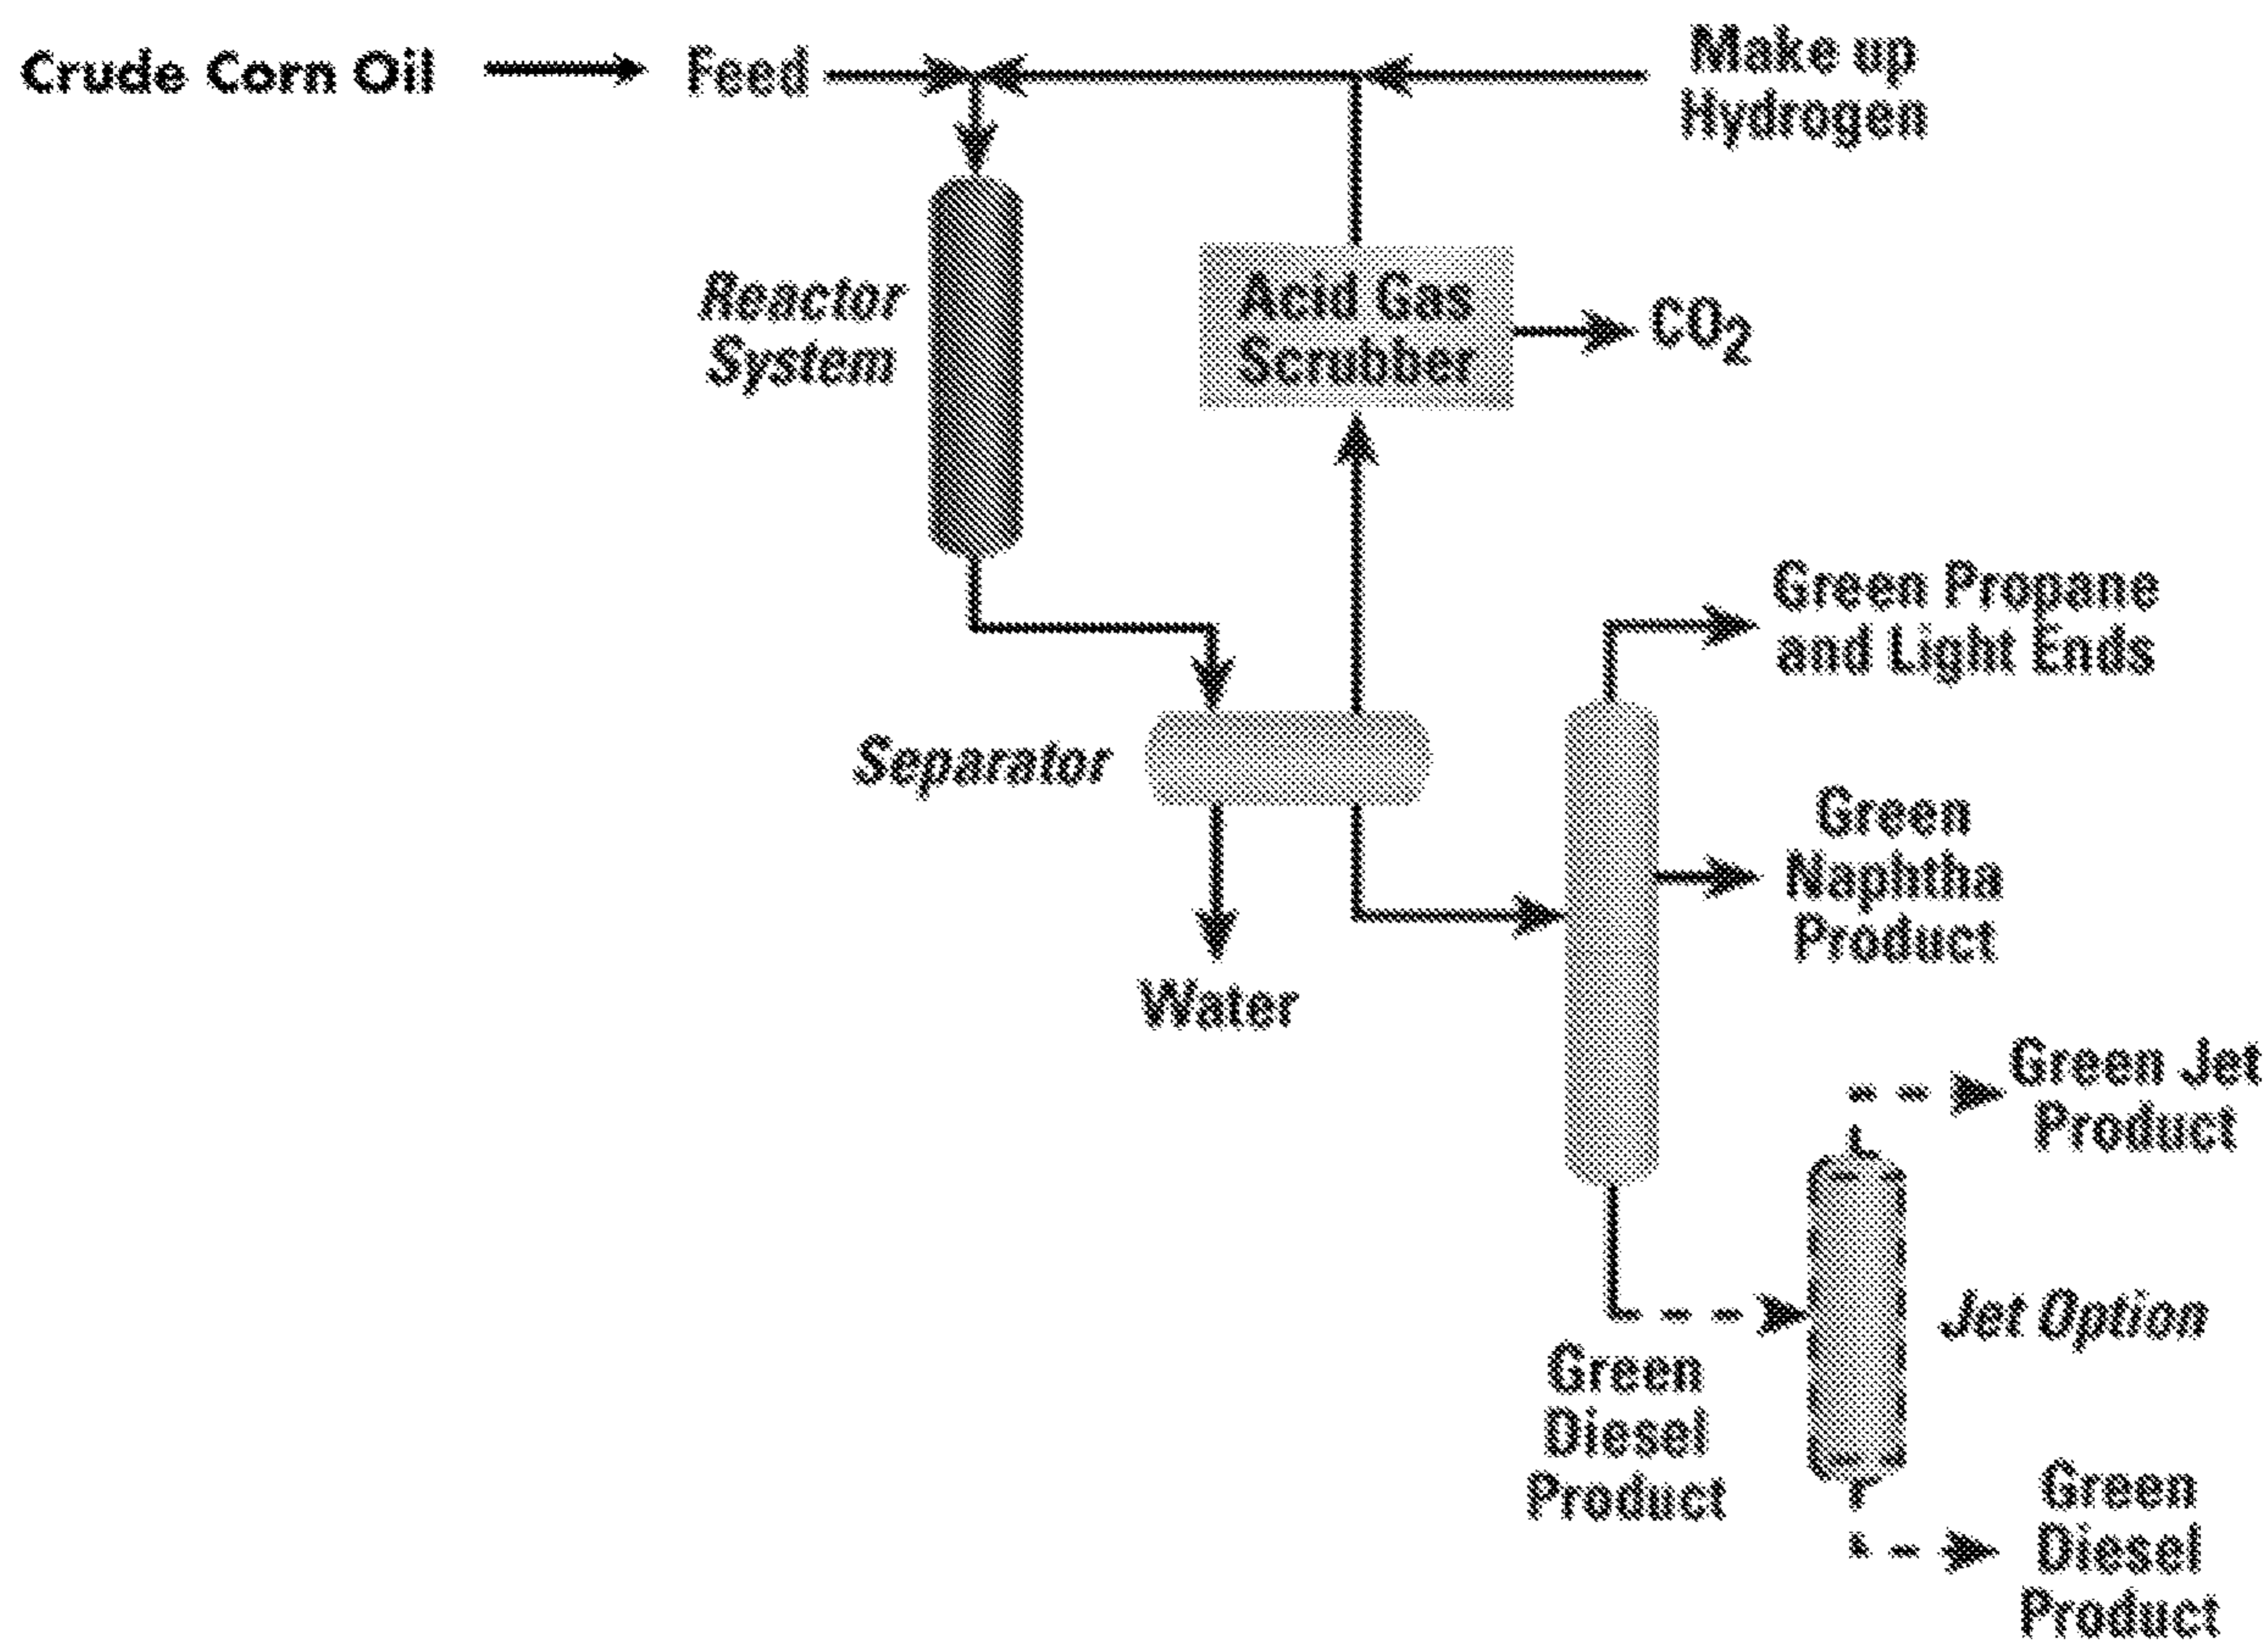 Crude Corn Oil
Feed
Make up
Hydrogen
Reactor
System
Acid Gas
Scrubber
CO2
Green Propane
and Light Ends
Separator
Green
Naphtha
Product
Water
Green Jet
Product
Jet Option
Green
Diesel
Product
Green
Diesel
Product